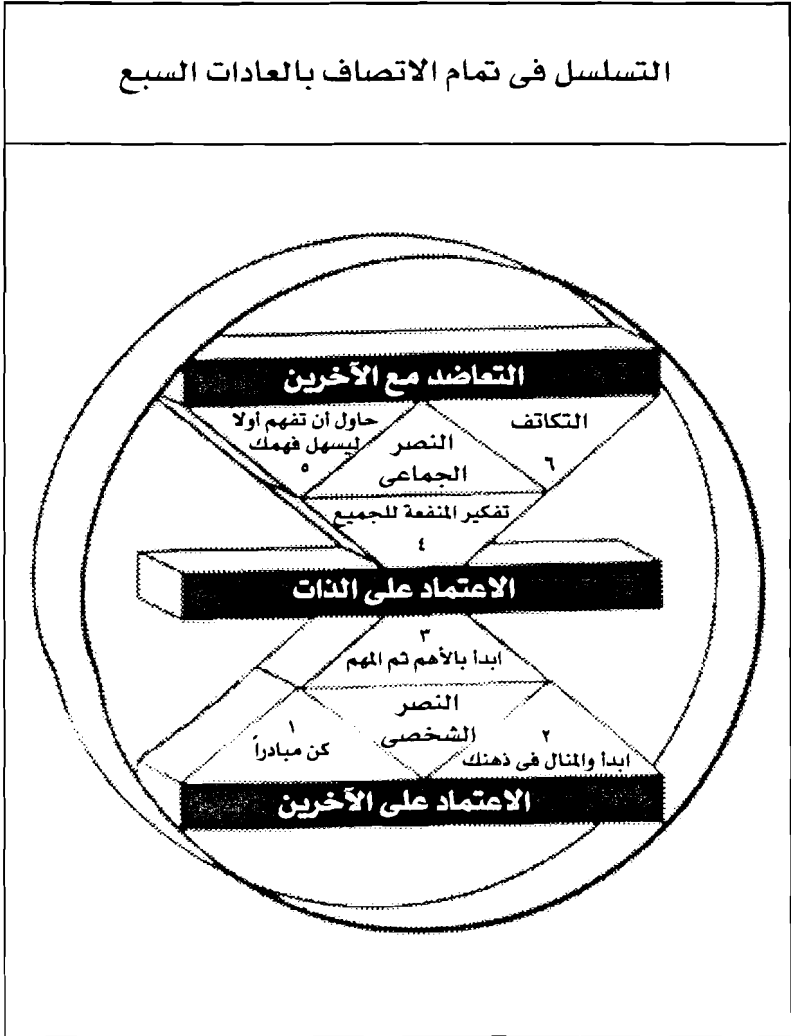 التسلسل فى تمام الاتصاف بالعادات السبع
التعاضد مع الآخرين
التكاتف
٦
النصر
الجماعى
حاول أن تفهم أولا
ليسهل فهمك
٥
تفكير المنفعة للجميع
٤
الاعتماد على الذات
٣
ابدأ بالأهم ثم المهم
النصر
الشخصى
٢
ابدأ والمنال فى ذهنك
١
كن مبادراً
الاعتماد على الآخرين